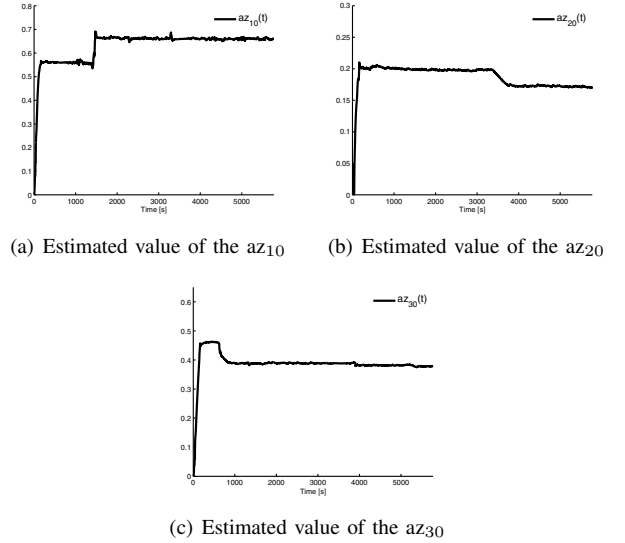 0.8
0.7
0.6
0.5
0.4
0.3
0.2
0.1
0
0 1000 2000 3000 4000 5000
Time [s]
az10(t)
0.3
0.25
0.2
0.15
0.1
0.25
0
0 1000 2000 3000 4000 5000
Time [s]
az20(t)
(a) Estimated value of the az10
(b) Estimated value of the az20
0.6
0.5
0.4
0.3
0.2
0.1
0
0 1000 2000 3000 4000 5000
Time [s]
az30(t)
(c) Estimated value of the az30